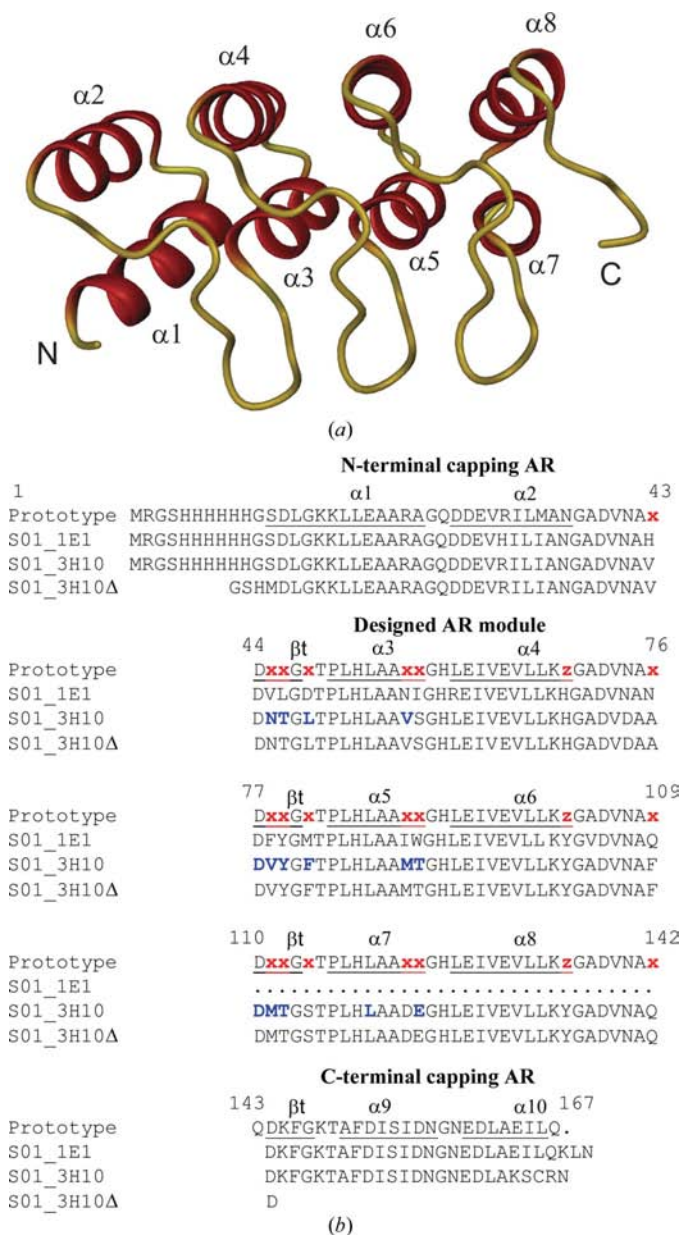 α2
α4
α6
α8
α3
α5
α7
α1
N
C
(a)
N-terminal capping AR
1 α1 α2 43
Prototype MRGSHHHHHHGSDLGKKLLEAARAGQDDEVRILMANGADVNAx
S01_1E1 MRGSHHHHHHGSDLGKKLLEAARAGQDDEVHILIANGADVNAH
S01_3H10 MRGSHHHHHHGSDLGKKLLEAARAGQDDEVRILIANGADVNAV
S01_3H10Δ GSHMDLGKKLLEAARAGQDDEVRILIANGADVNAV
Designed AR module
44 βt α3 α4 76
Prototype DxxGxTPLHLAAxxGHLEIVEVLLKzGADVNAx
S01_1E1 DVLGDTPLHLAANIGHREIVEVLLKHGADVNAN
S01_3H10 DNTGLTPLHLAAVSGHLEIVEVLLKHGADVDAA
S01_3H10Δ DNTGLTPLHLAAVSGHLEIVEVLLKHGADVDAA
77 βt α5 α6 109
Prototype DxxGxTPLHLAAxxGHLEIVEVLLKzGADVNAx
S01_1E1 DFYGMTPLHLAAIWGHLEIVEVLLKYGVDVNAQ
S01_3H10 DVYGFTPLHLAAMTGHLEIVEVLLKYGADVNAF
S01_3H10Δ DVYGFTPLHLAAMTGHLEIVEVLLKYGADVNAF
110 βt α7 α8 142
Prototype DxxGxTPLHLAAxxGHLEIVEVLLKzGADVNAx
S01_1E1 .................................
S01_3H10 DMTGSTPLHLAADEGHLEIVEVLLKYGADVNAQ
S01_3H10Δ DMTGSTPLHLAADEGHLEIVEVLLKYGADVNAQ
C-terminal capping AR
143 βt α9 α10 167
Prototype QDKFGKTAFDISIDNGNEDLAEILQ.
S01_1E1 DKFGKTAFDISIDNGNEDLAEILQKLN
S01_3H10 DKFGKTAFDISIDNGNEDLAKSCRN
S01_3H10Δ D
(b)